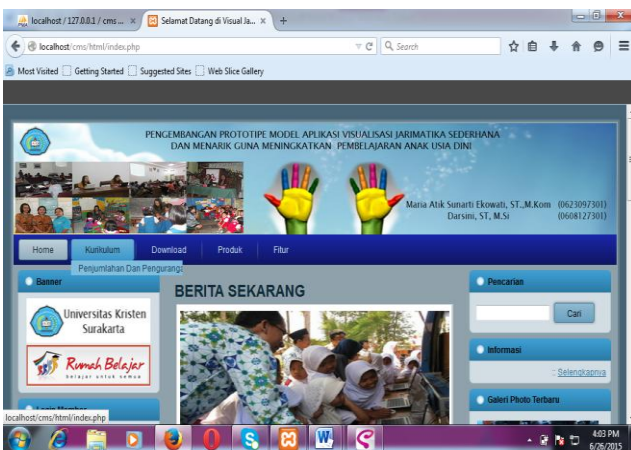 localhost / 127.0.0.1 / cms ...
Selamat Datang di Visual Ja...
localhost/cms/html/index.php
Search
Most Visited
Getting Started
Suggested Sites
Web Slice Gallery
PENGEMBANGAN PROTOTIPE MODEL APLIKASI VISUALISASI JARIMATIKA SEDERHANA
DAN MENARIK GUNA MENINGKATKAN PEMBELAJARAN ANAK USIA DINI
Maria Atik Sunarti Ekowati, ST.,M.Kom (0623097301)
Darsini, ST, M.Si (0608127301)
Home
Kurikulum
Download
Produk
Fitur
Penjumlahan Dan Penguranga
Banner
BERITA SEKARANG
Pencarian
Universitas Kristen
Surakarta
Cari
Informasi
Rumah Belajar
belajar untuk semua
:: Selengkapnya
Galeri Photo Terbaru
Login Member
localhost/cms/html/index.php
4:03 PM
6/26/2015